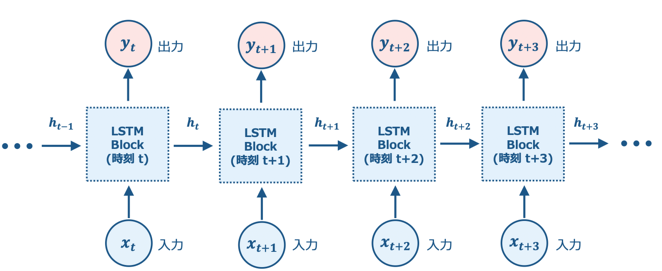 y_t 出力
y_{t+1} 出力
y_{t+2} 出力
y_{t+3} 出力
h_{t-1}
LSTM
Block
(時刻 t)
h_t
LSTM
Block
(時刻 t+1)
h_{t+1}
LSTM
Block
(時刻 t+2)
h_{t+2}
LSTM
Block
(時刻 t+3)
h_{t+3}
x_t 入力
x_{t+1} 入力
x_{t+2} 入力
x_{t+3} 入力